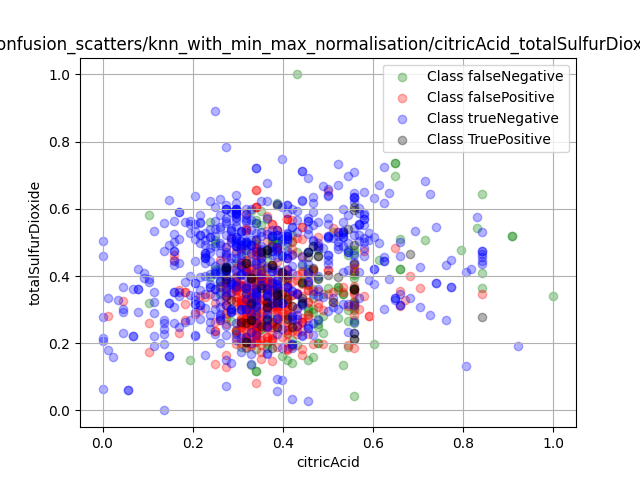 onfusion_scatters/knn_with_min_max_normalisation/citricAcid_totalSulfurDiox
1.0
0.8
0.6
0.4
0.2
0.0
totalSulfurDioxide
Class falseNegative
Class falsePositive
Class trueNegative
Class TruePositive
0.0 0.2 0.4 0.6 0.8 1.0
citricAcid